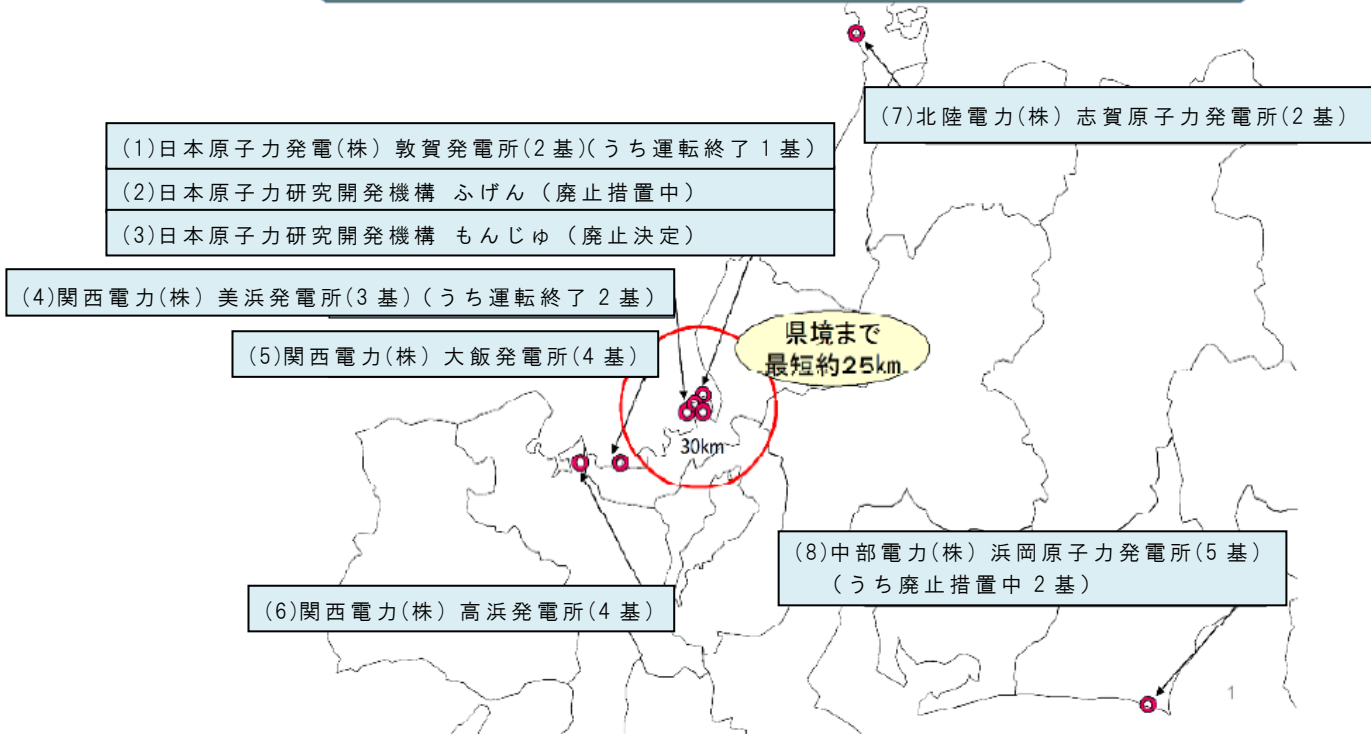 (7)北陸電力(株) 志賀原子力発電所(2基)
(1)日本原子力発電(株) 敦賀発電所(2基)(うち運転終了1基)
(2)日本原子力研究開発機構 ふげん（廃止措置中）
(3)日本原子力研究開発機構 もんじゅ（廃止決定）
(4)関西電力(株) 美浜発電所(3基)(うち運転終了2基)
(5)関西電力(株) 大飯発電所(4基)
県境まで
最短約25km
30km
(8)中部電力(株) 浜岡原子力発電所(5基)
(うち廃止措置中 2基)
(6)関西電力(株) 高浜発電所(4基)
1